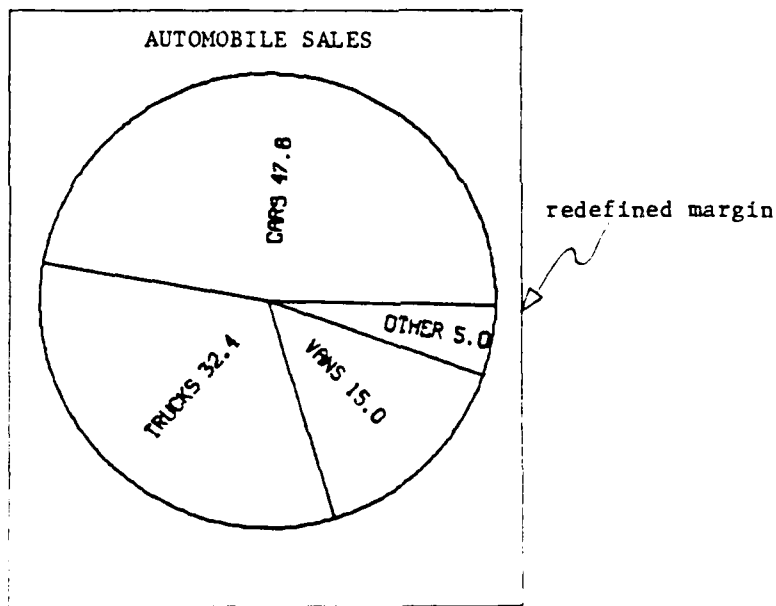 AUTOMOBILE SALES
CARS 47.8
redefined margin
OTHER 5.0
VANS 15.0
TRUCKS 32.4